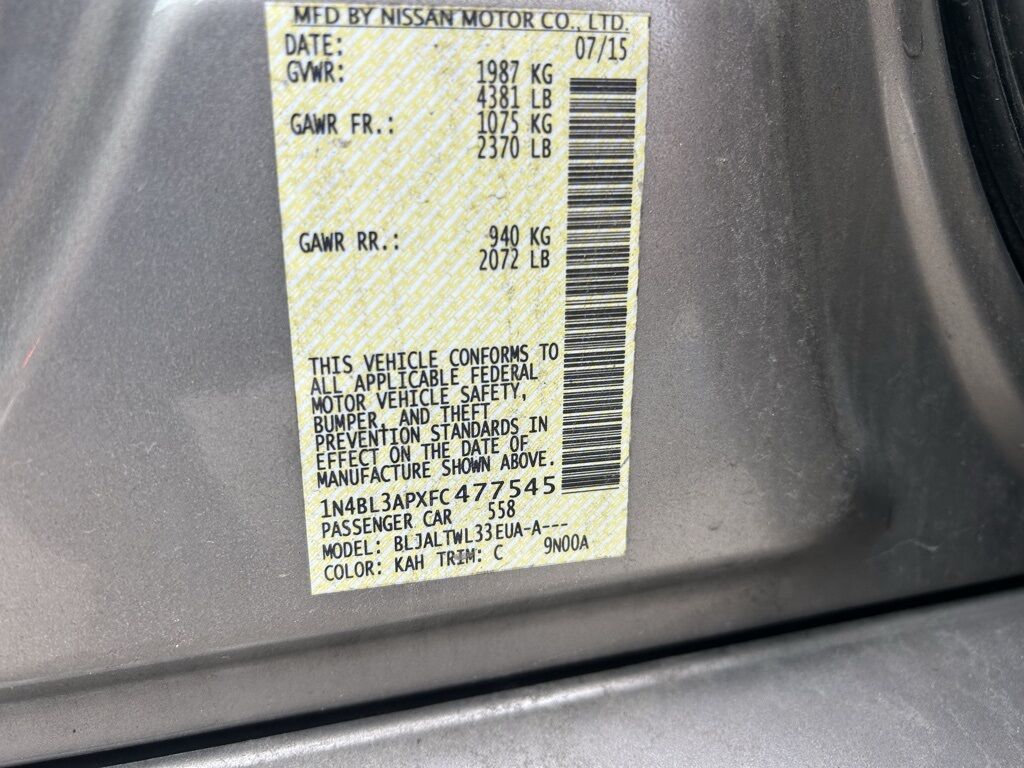 MFD BY NISSAN MOTOR CO., LTD.
DATE: 07/15
GVWR: 1987 KG
4381 LB
GAWR FR.: 1075 KG
2370 LB
GAWR RR.: 940 KG
2072 LB
THIS VEHICLE CONFORMS TO
ALL APPLICABLE FEDERAL
MOTOR VEHICLE SAFETY,
BUMPER, AND THEFT
PREVENTION STANDARDS IN
EFFECT ON THE DATE OF
MANUFACTURE SHOWN ABOVE.
1N4BL3APXFC477545
PASSENGER CAR 558
MODEL: BLJALTWL33EUA-A---
COLOR: KAH TRIM: C 9N00A